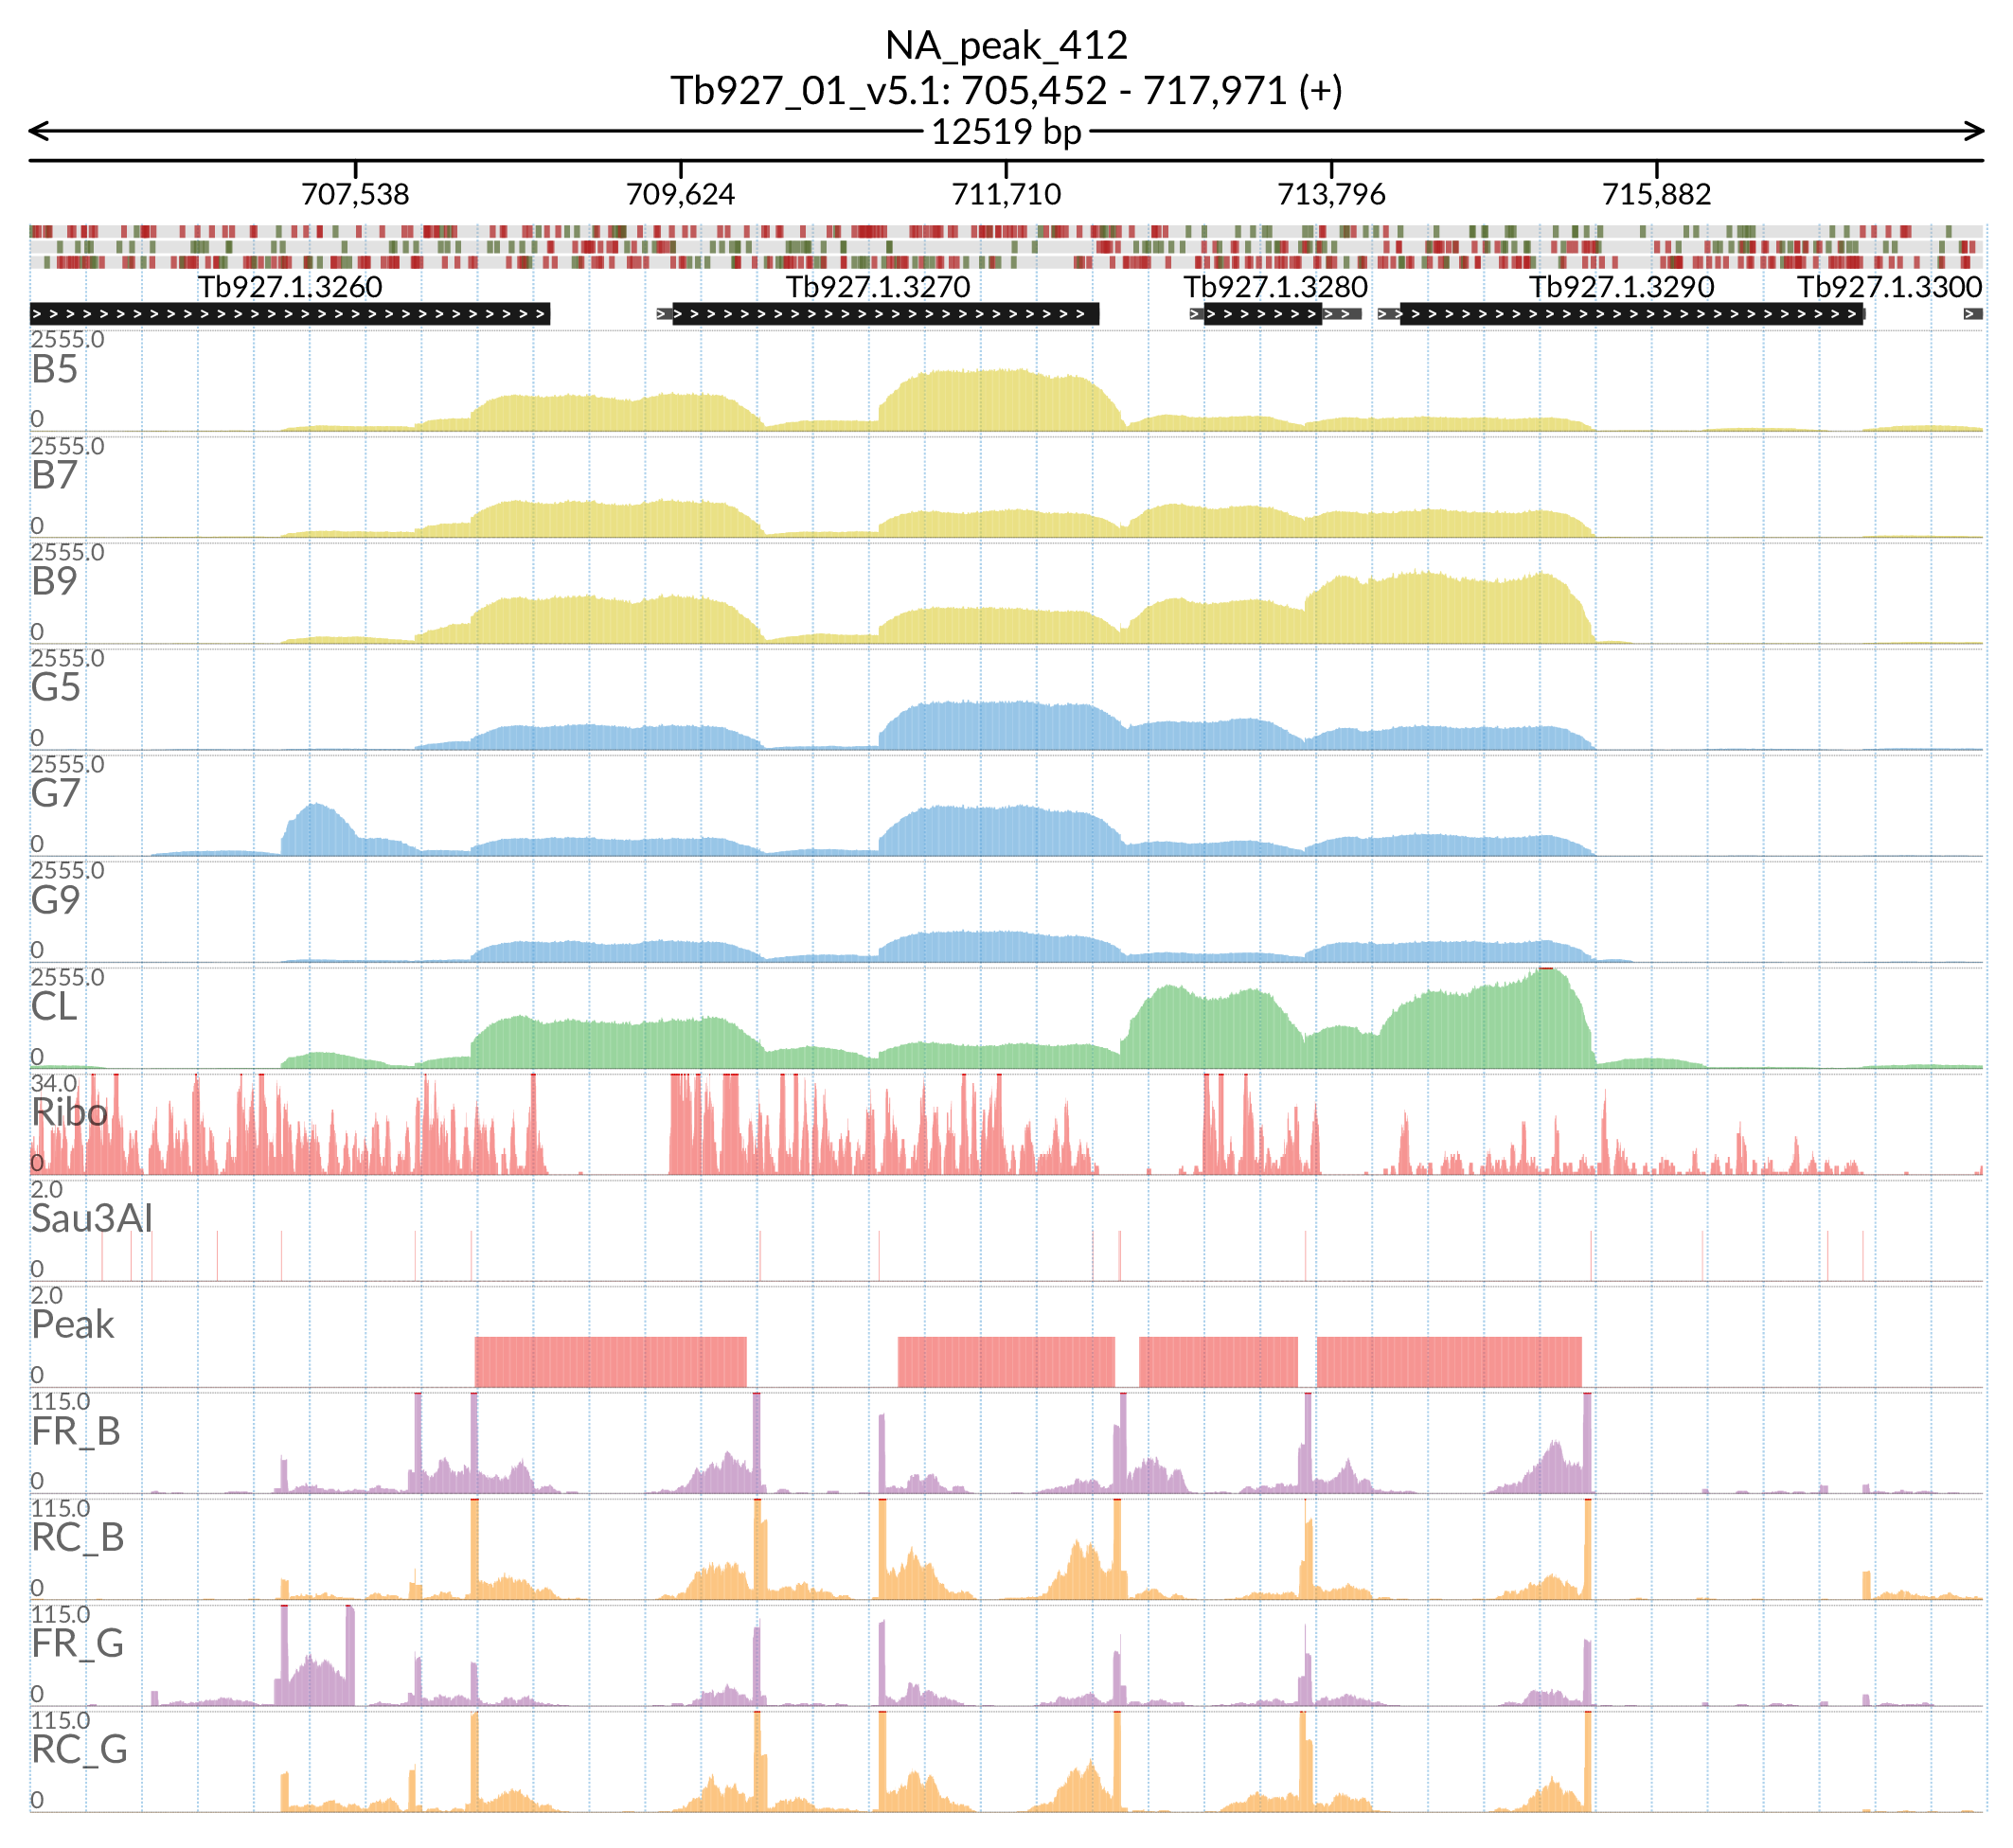 NA_peak_412
Tb927_01_v5.1: 705,452 - 717,971 (+)
12519 bp
707,538 709,624 711,710 713,796 715,882
Tb927.1.3260 Tb927.1.3270 Tb927.1.3280 Tb927.1.3290 Tb927.1.3300
2555.0
B5
0
2555.0
B7
0
2555.0
B9
0
2555.0
G5
0
2555.0
G7
0
2555.0
G9
0
2555.0
CL
0
34.0
Ribo
0
2.0
Sau3AI
0
2.0
Peak
0
115.0
FR_B
0
115.0
RC_B
0
115.0
FR_G
0
115.0
RC_G
0